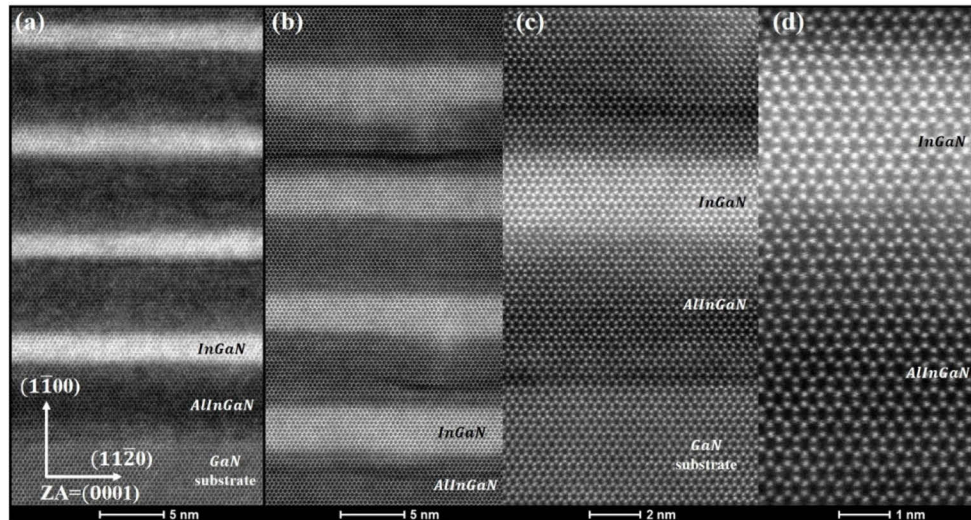 (a)
InGaN
(11̅00)
AlInGaN
GaN
substrate
(112̅0)
ZA=(0001)
5 nm
(b)
InGaN
AlInGaN
5 nm
(c)
InGaN
AlInGaN
GaN
substrate
2 nm
(d)
InGaN
AlInGaN
1 nm